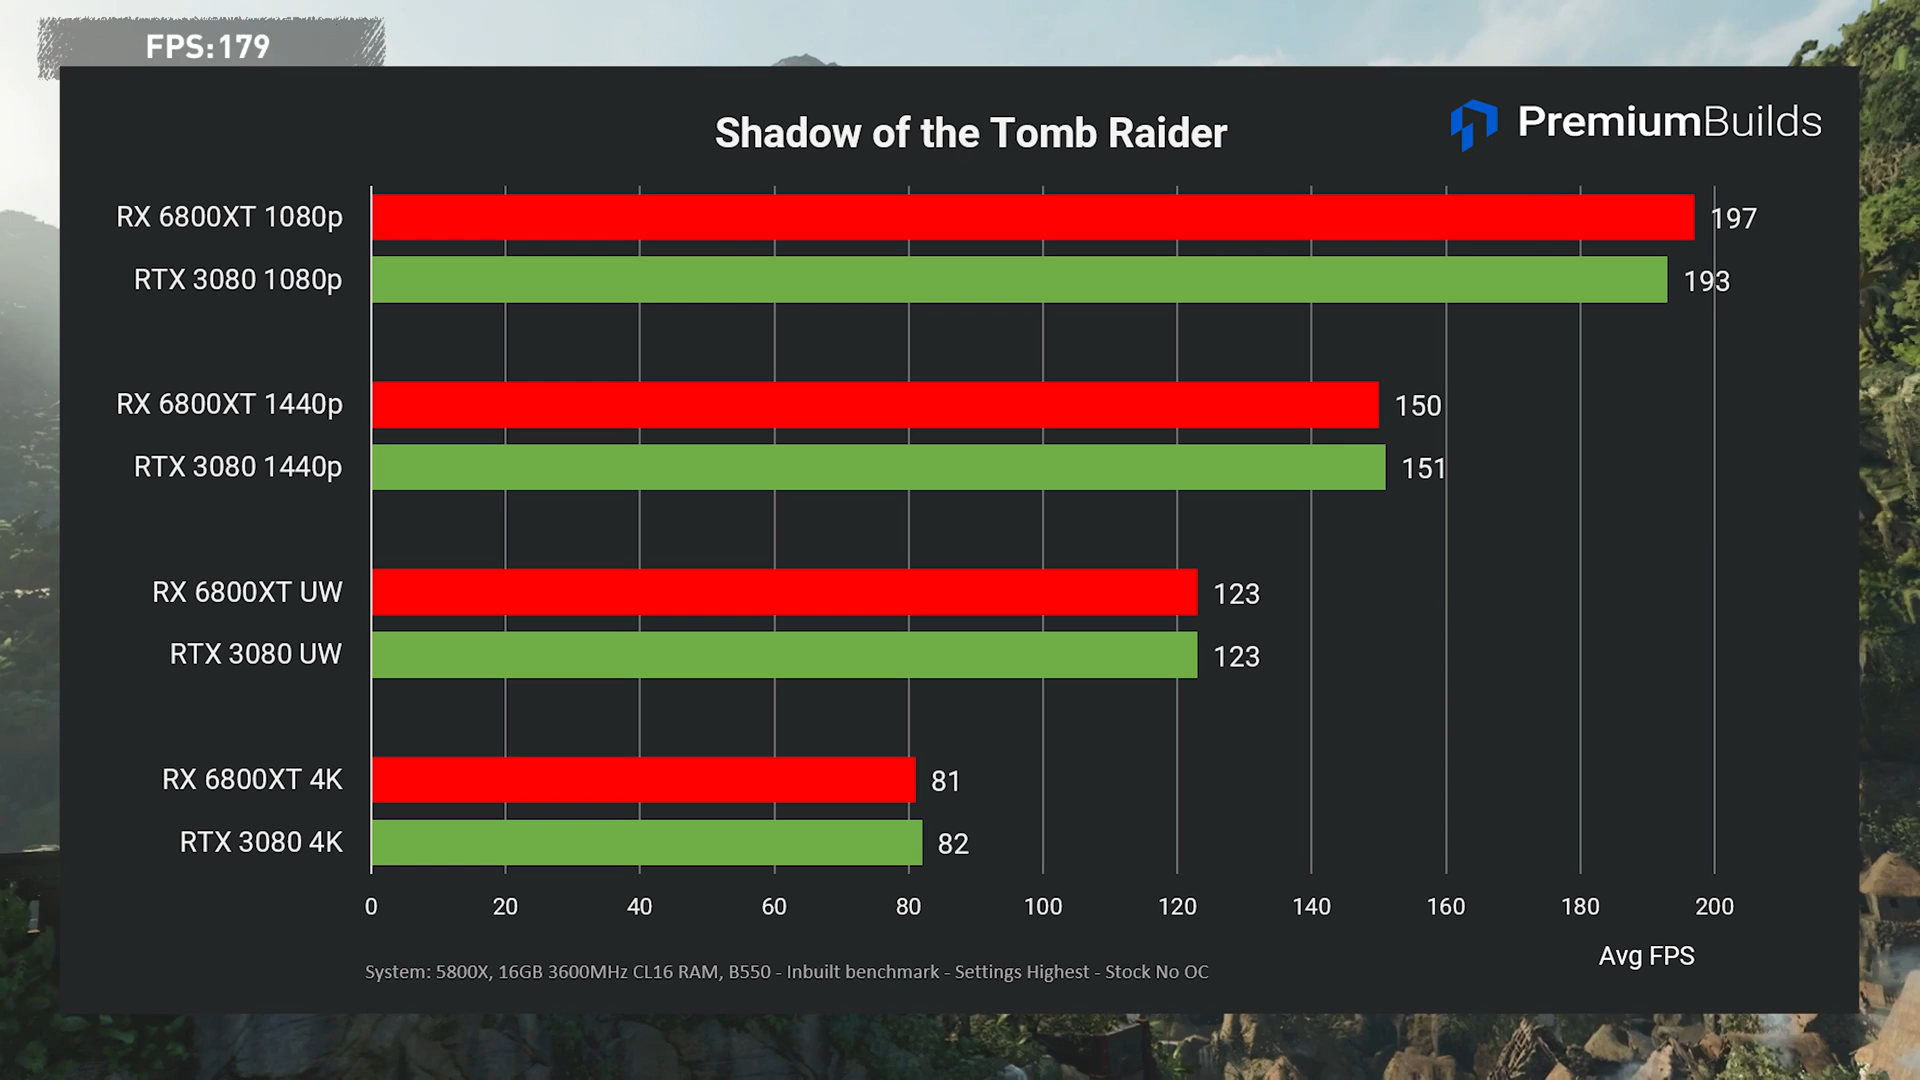 FPS:179
Shadow of the Tomb Raider
PremiumBuilds
RX 6800XT 1080p
197
RTX 3080 1080p
193
RX 6800XT 1440p
150
RTX 3080 1440p
151
RX 6800XT UW
123
RTX 3080 UW
123
RX 6800XT 4K
81
RTX 3080 4K
82
0 20 40 60 80 100 120 140 160 180 200
Avg FPS
System: 5800X, 16GB 3600MHz CL16 RAM, B550 - Inbuilt benchmark - Settings Highest - Stock No OC